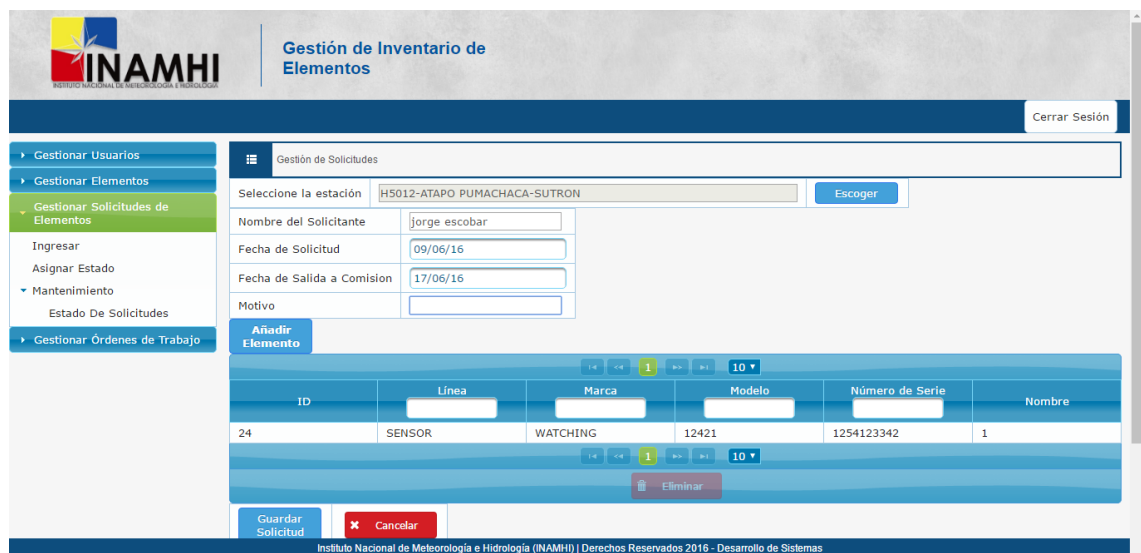 INAMHI
INSTITUTO NACIONAL DE METEOROLOGIA E HIDROLOGIA
Gestión de Inventario de
Elementos
Cerrar Sesión
Gestionar Usuarios
Gestionar Elementos
Gestionar Solicitudes de
Elementos
Ingresar
Asignar Estado
Mantenimiento
Estado De Solicitudes
Gestionar Órdenes de Trabajo
Gestión de Solicitudes
Seleccione la estación H5012-ATAPO PUMACHACA-SUTRON Escoger
Nombre del Solicitante jorge escobar
Fecha de Solicitud 09/06/16
Fecha de Salida a Comision 17/06/16
Motivo
Añadir
Elemento
1 10
ID Línea Marca Modelo Número de Serie Nombre
24 SENSOR WATCHING 12421 1254123342 1
1 10
Eliminar
Guardar
Solicitud
Cancelar
Instituto Nacional de Meteorología e Hidrología (INAMHI) | Derechos Reservados 2016 - Desarrollo de Sistemas